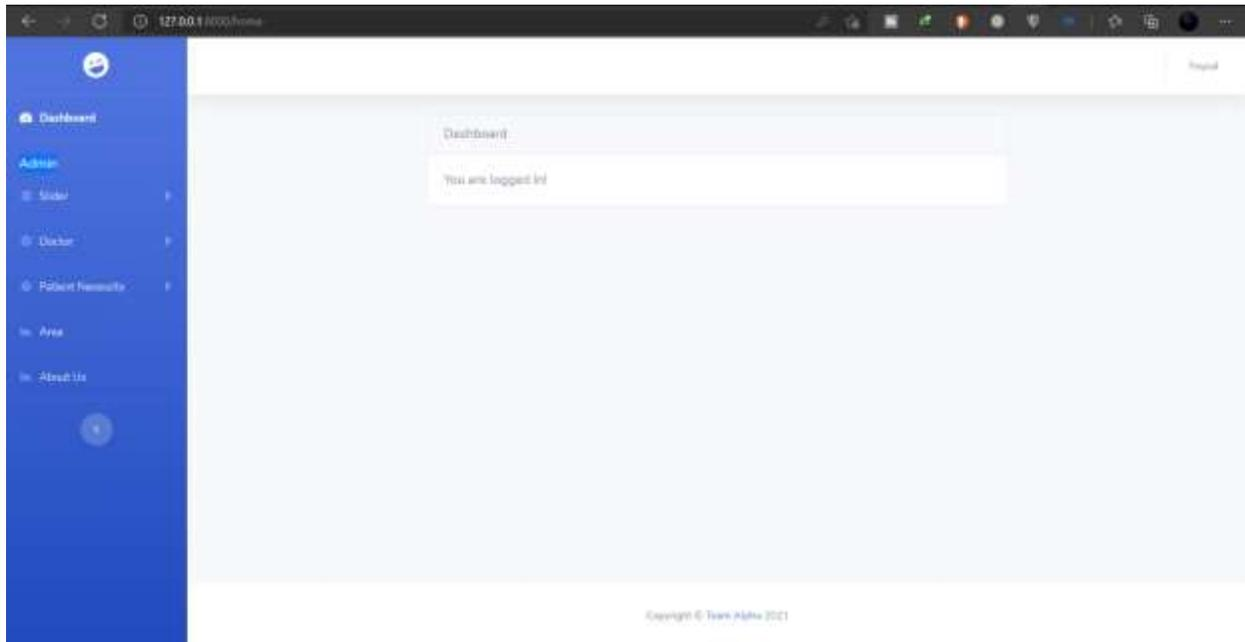 127.0.0.1:8000/home
Dashboard
Admin
Slider
Doctor
Patient Necessity
Area
About Us
Dashboard
You are logged in!
Copyright © Team Alpha 2021